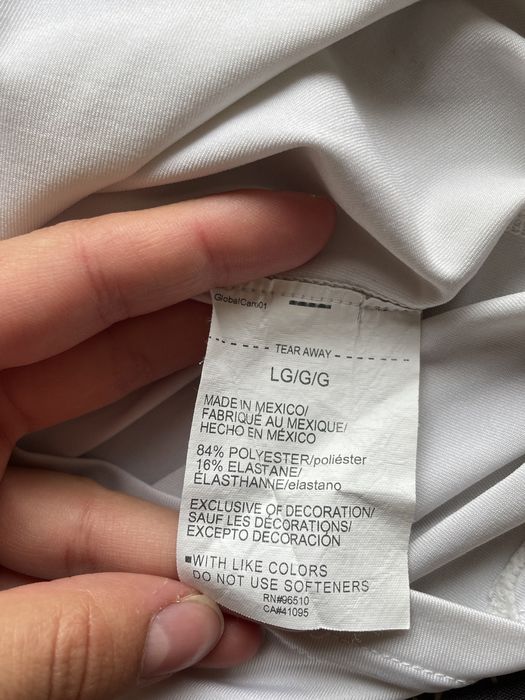 GlobalCare01
TEAR AWAY
LG/G/G
MADE IN MEXICO/
FABRIQUÉ AU MEXIQUE/
HECHO EN MÉXICO
84% POLYESTER/poliéster
16% ELASTANE/
ÉLASTHANNE/elastano
EXCLUSIVE OF DECORATION/
SAUF LES DÉCORATIONS/
EXCEPTO DECORACIÓN
WITH LIKE COLORS
DO NOT USE SOFTENERS
RN#96510
CA#41095